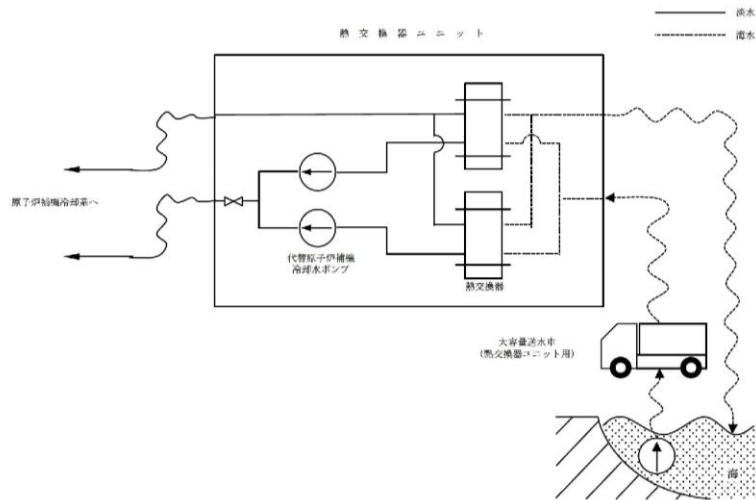 熱交換器ユニット
淡水
海水
原子炉補機冷却系へ
代替原子炉補機
冷却水ポンプ
熱交換器
大容量送水車
(熱交換器ユニット用)
海